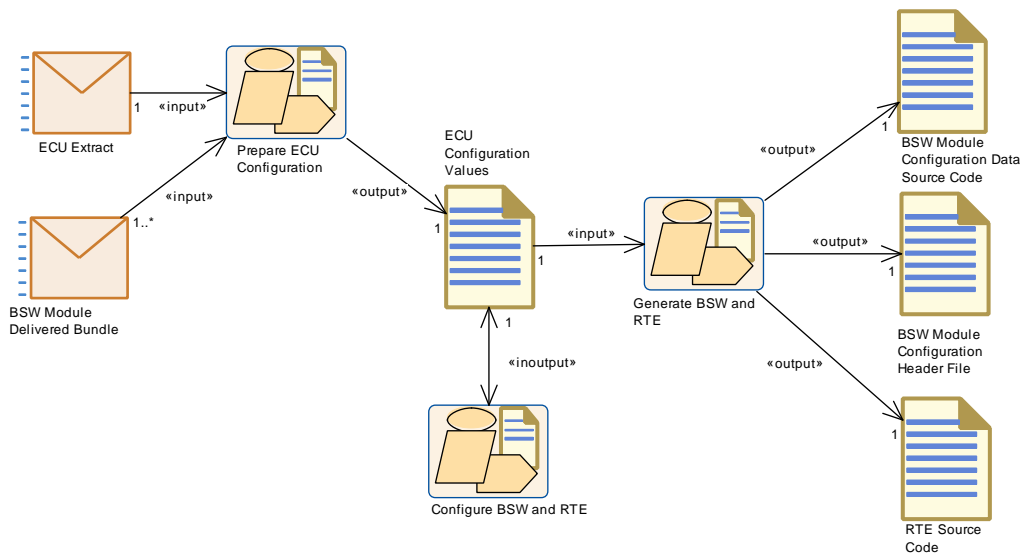 ECU Extract
1
«input»
Prepare ECU
Configuration
BSW Module
Delivered Bundle
1..*
«input»
«output»
ECU
Configuration
Values
1
«input»
1
1
«inoutput»
Configure BSW and RTE
Generate BSW and
RTE
«output»
1
BSW Module
Configuration Data
Source Code
«output»
1
BSW Module
Configuration
Header File
«output»
1
RTE Source
Code